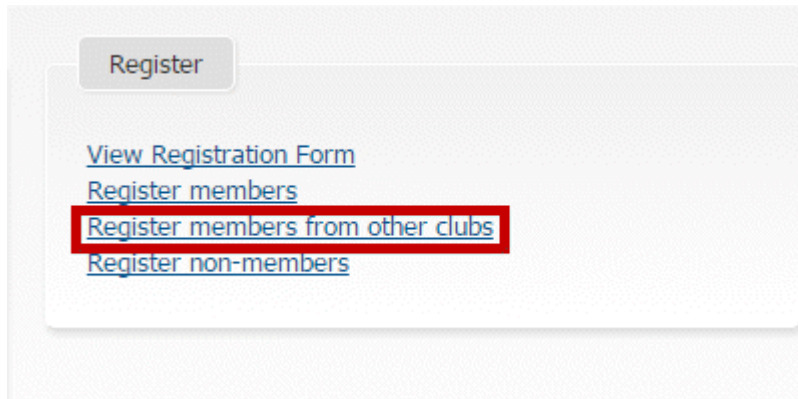 Register
View Registration Form
Register members
Register members from other clubs
Register non-members